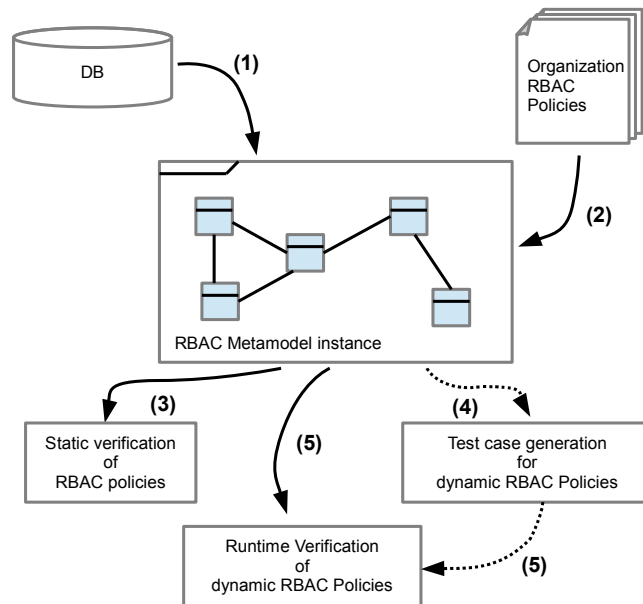 DB
(1)
Organization
RBAC
Policies
(2)
RBAC Metamodel instance
(3)
(4)
Static verification
of
RBAC policies
(5)
Test case generation
for
dynamic RBAC Policies
Runtime Verification
of
dynamic RBAC Policies
(5)